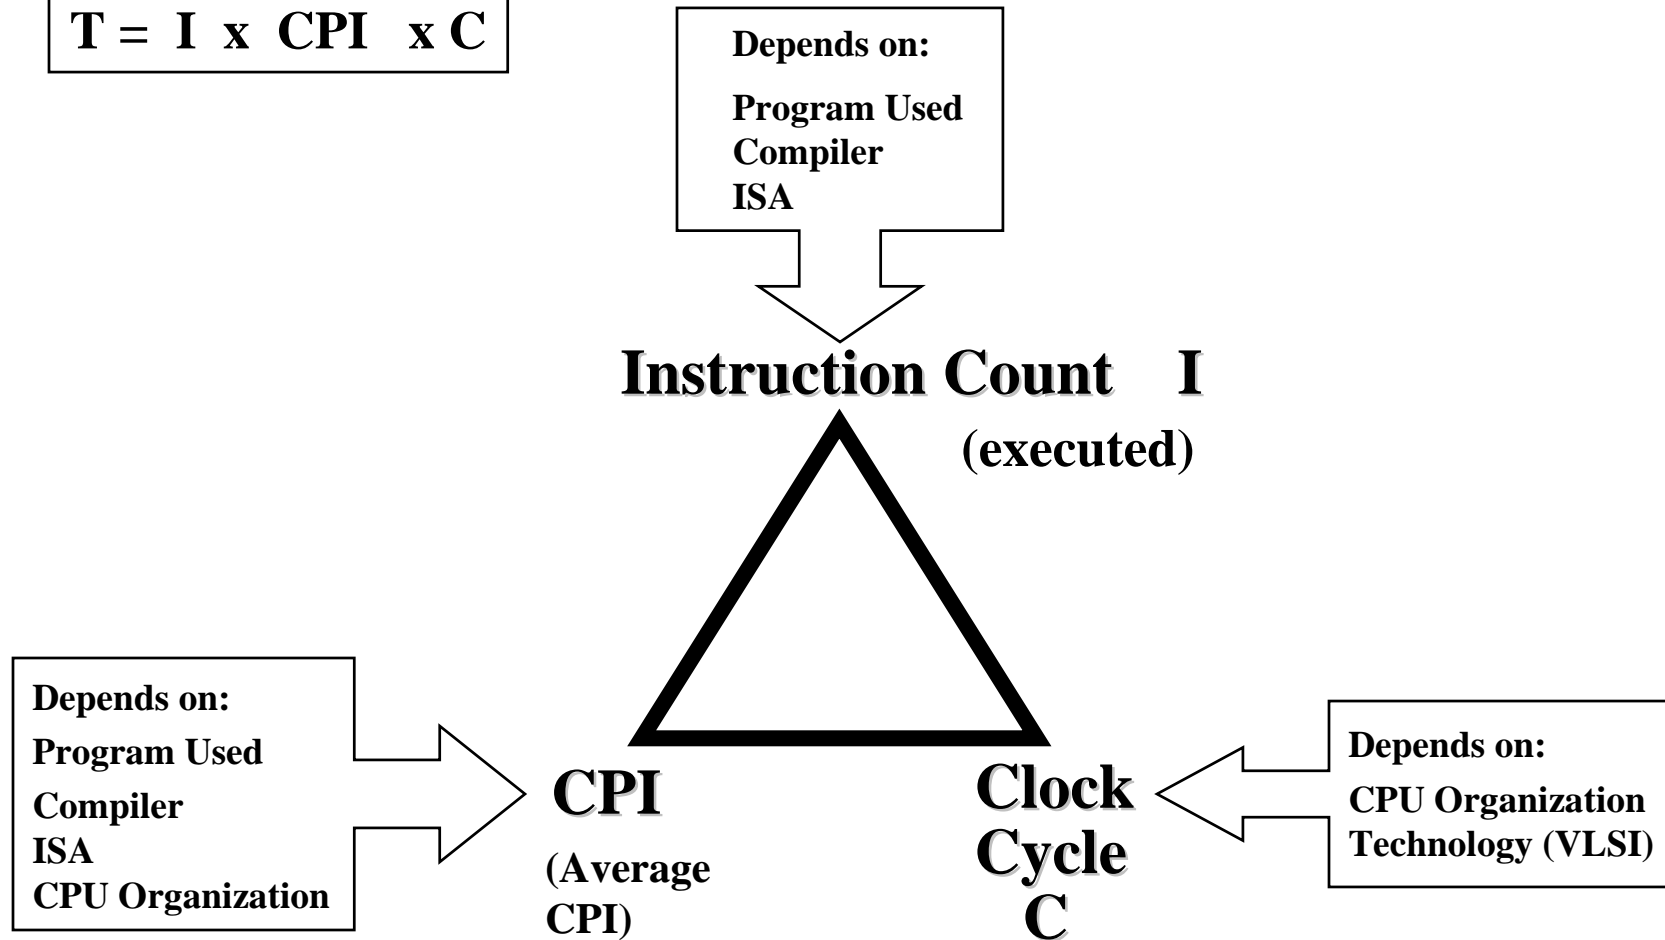 T = I x CPI x C
Depends on:
Program Used
Compiler
ISA
Instruction Count I
(executed)
Depends on:
Program Used
Compiler
ISA
CPU Organization
CPI
(Average
CPI)
Clock
Cycle
C
Depends on:
CPU Organization
Technology (VLSI)